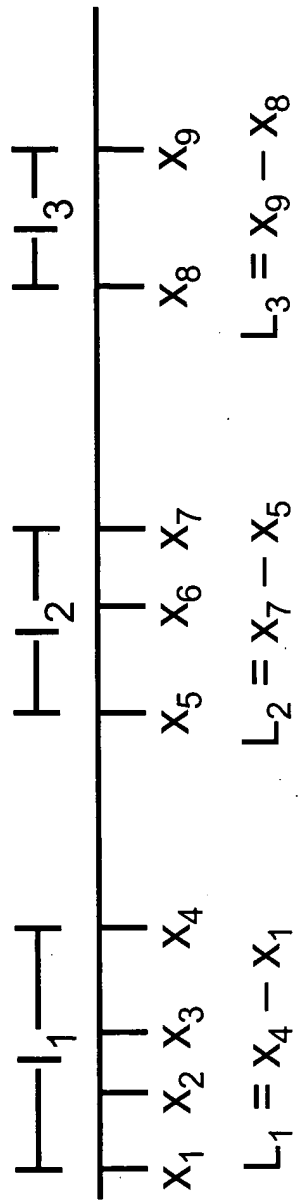 I₁ I₂ I₃
X₁ X₂ X₃ X₄ X₅ X₆ X₇ X₈ X₉
L₁ = X₄ − X₁ L₂ = X₇ − X₅ L₃ = X₉ − X₈